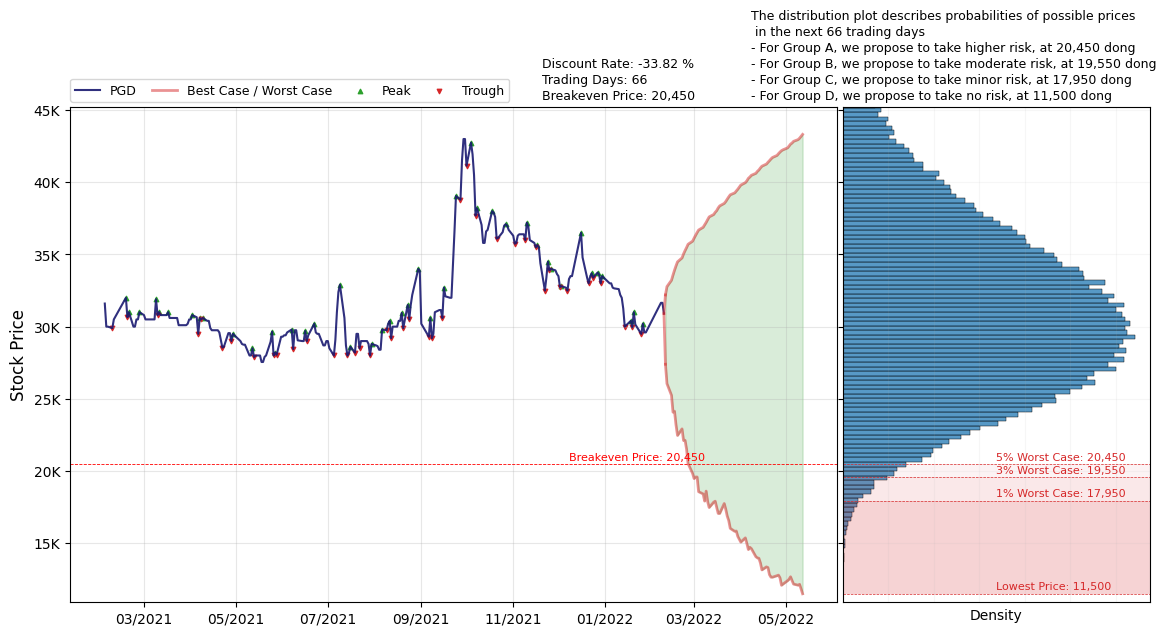 The distribution plot describes probabilities of possible prices
in the next 66 trading days
- For Group A, we propose to take higher risk, at 20,450 dong
- For Group B, we propose to take moderate risk, at 19,550 dong
- For Group C, we propose to take minor risk, at 17,950 dong
- For Group D, we propose to take no risk, at 11,500 dong
Discount Rate: -33.82 %
Trading Days: 66
Breakeven Price: 20,450
PGD
Best Case / Worst Case
Peak
Trough
Stock Price
45K
40K
35K
30K
25K
20K
15K
Breakeven Price: 20,450
03/2021
05/2021
07/2021
09/2021
11/2021
01/2022
03/2022
05/2022
5% Worst Case: 20,450
3% Worst Case: 19,550
1% Worst Case: 17,950
Lowest Price: 11,500
Density